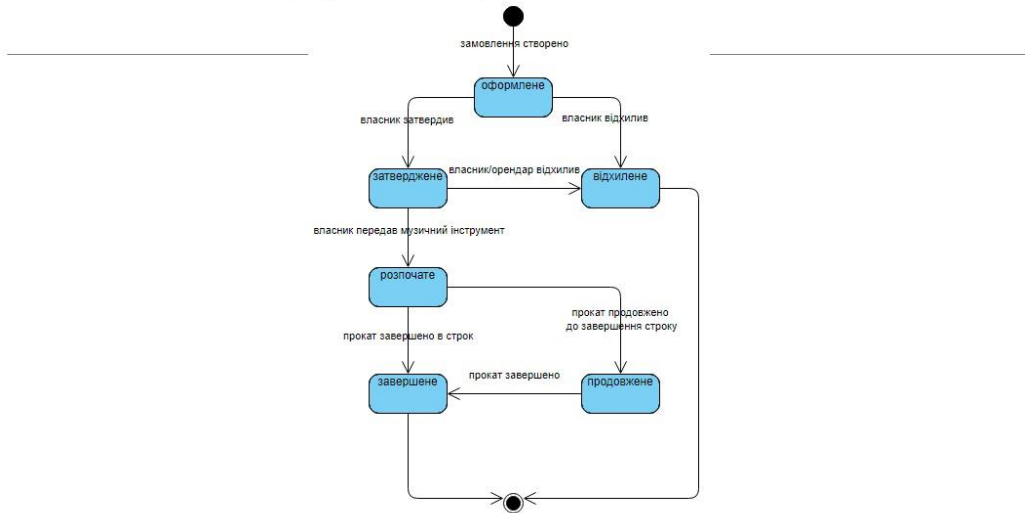 замовлення створено
оформлене
власник затвердив
власник відхилив
затверджене
власник/орендар відхилив
відхилене
власник передав музичний інструмент
розпочате
прокат продовжено
до завершення строку
прокат завершено в строк
завершене
прокат завершено
продовжене